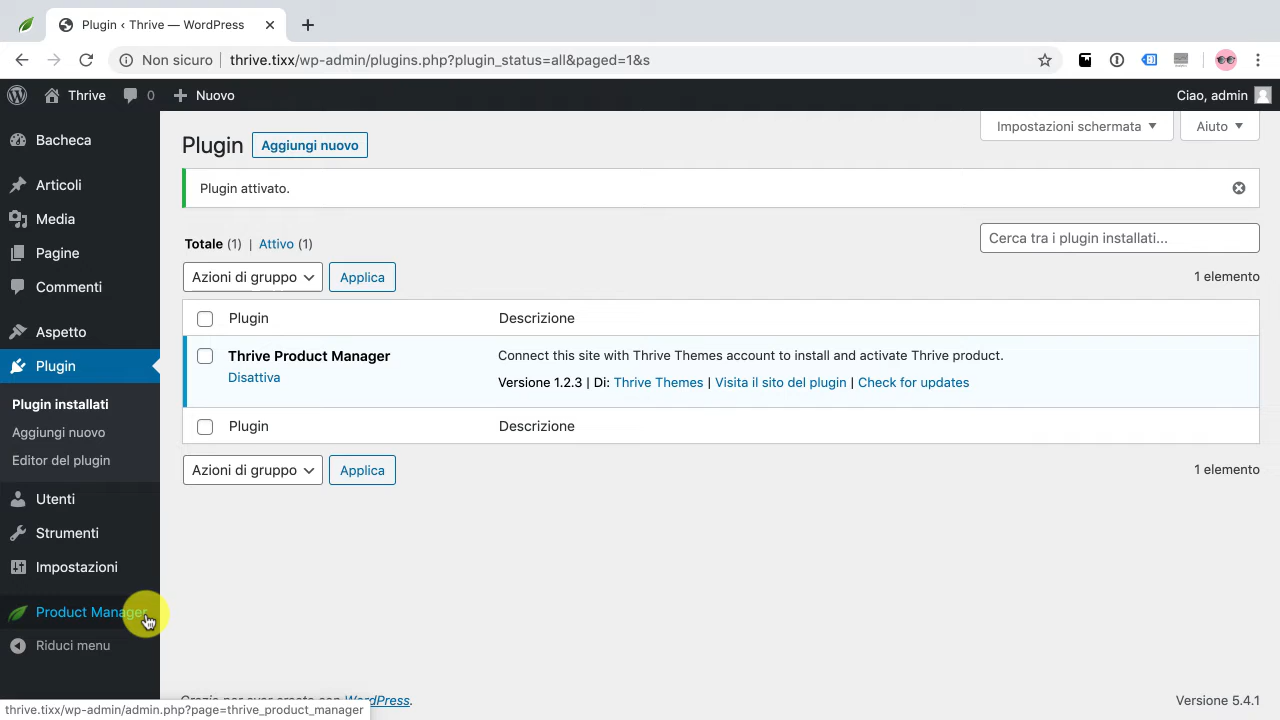 Plugin ‹ Thrive — WordPress
Non sicuro thrive.tixx/wp-admin/plugins.php?plugin_status=all&paged=1&s
Thrive 0 Nuovo Ciao, admin
Bacheca
Articoli
Media
Pagine
Commenti
Aspetto
Plugin
Plugin installati
Aggiungi nuovo
Editor del plugin
Utenti
Strumenti
Impostazioni
Product Manager
Riduci menu
Impostazioni schermata Aiuto
Plugin Aggiungi nuovo
Plugin attivato.
Totale (1) | Attivo (1)
Cerca tra i plugin installati...
Azioni di gruppo Applica 1 elemento
Plugin Descrizione
Thrive Product Manager Connect this site with Thrive Themes account to install and activate Thrive product.
Disattiva Versione 1.2.3 | Di: Thrive Themes | Visita il sito del plugin | Check for updates
Plugin Descrizione
Azioni di gruppo Applica 1 elemento
WordPress. Versione 5.4.1
thrive.tixx/wp-admin/admin.php?page=thrive_product_manager